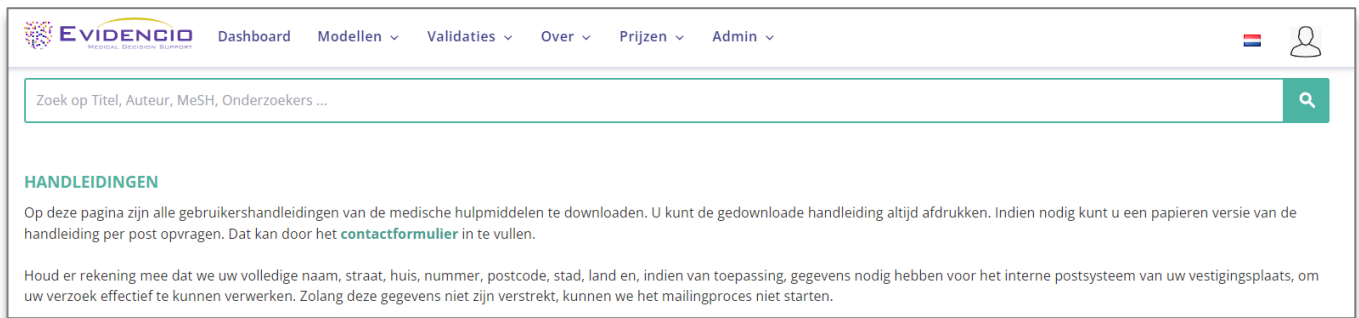 EVIDENCIO
MEDICAL DECISION SUPPORT
Dashboard Modellen Validaties Over Prijzen Admin
Zoek op Titel, Auteur, MeSH, Onderzoekers ...
HANDLEIDINGEN
Op deze pagina zijn alle gebruikershandleidingen van de medische hulpmiddelen te downloaden. U kunt de gedownloade handleiding altijd afdrukken. Indien nodig kunt u een papieren versie van de
handleiding per post opvragen. Dat kan door het contactformulier in te vullen.
Houd er rekening mee dat we uw volledige naam, straat, huis, nummer, postcode, stad, land en, indien van toepassing, gegevens nodig hebben voor het interne postsysteem van uw vestigingsplaats, om
uw verzoek effectief te kunnen verwerken. Zolang deze gegevens niet zijn verstrekt, kunnen we het mailingproces niet starten.